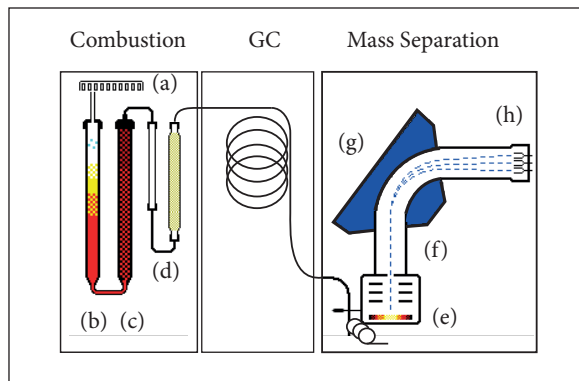 Combustion GC Mass Separation
(a)
(h)
(g)
(d)
(f)
(b) (c)
(e)